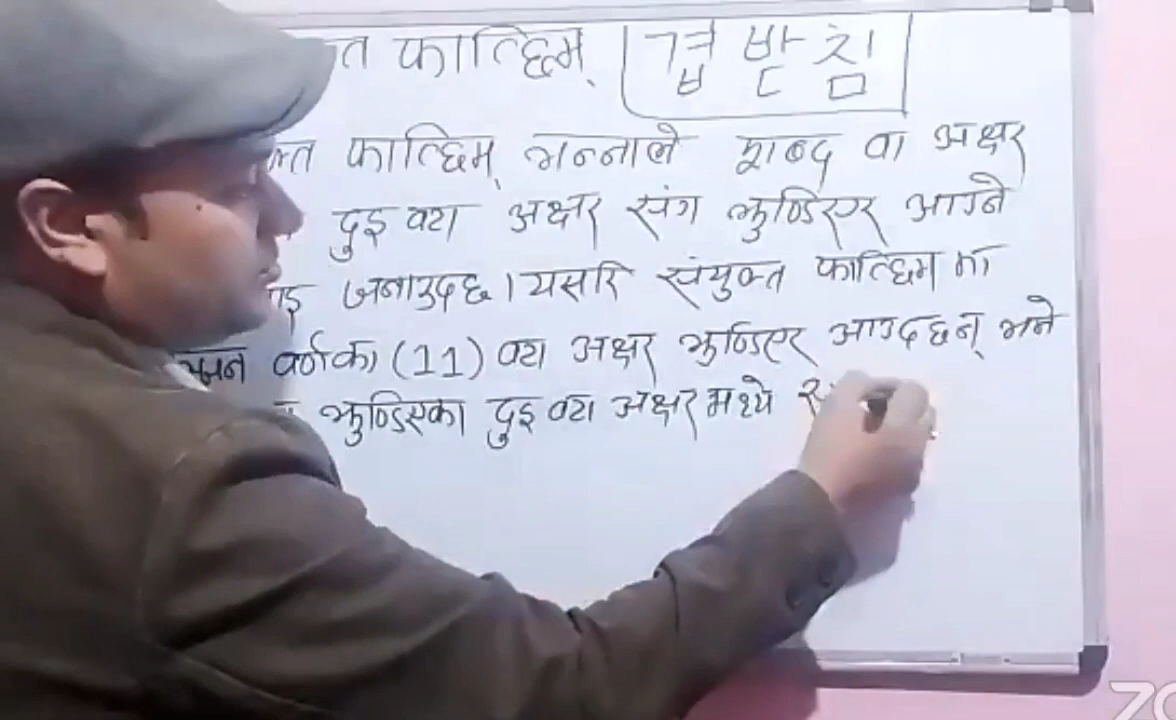 त फात्छिम् 겹받침
क्त फात्छिम् भन्नाले शब्द वा अक्षर
दुइ वटा अक्षर संग झुण्डिएर आउने
जनाउदछ । यसरि संयुक्त फात्छिम मा
वर्णका (11) वटा अक्षर झुण्डिएर आउदछन् भने
झुण्डिएका दुइ वटा अक्षर मध्ये